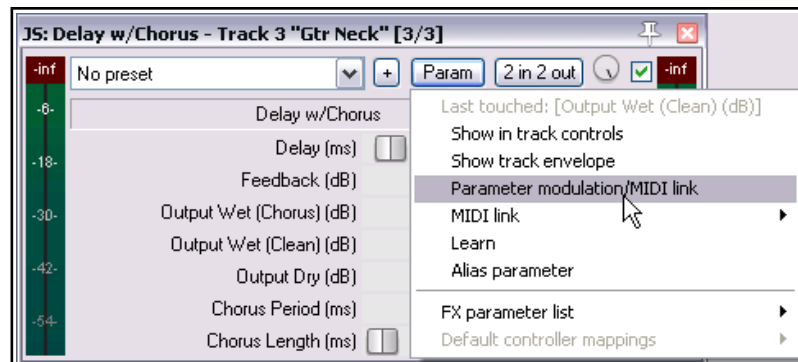 JS: Delay w/Chorus - Track 3 "Gtr Neck" [3/3]
-inf No preset + Param 2 in 2 out -inf
-6-
-18-
-30-
-42-
-54-
Delay w/Chorus
Delay (ms)
Feedback (dB)
Output Wet (Chorus) (dB)
Output Wet (Clean) (dB)
Output Dry (dB)
Chorus Period (ms)
Chorus Length (ms)
Last touched: [Output Wet (Clean) (dB)]
Show in track controls
Show track envelope
Parameter modulation/MIDI link
MIDI link
Learn
Alias parameter
FX parameter list
Default controller mappings